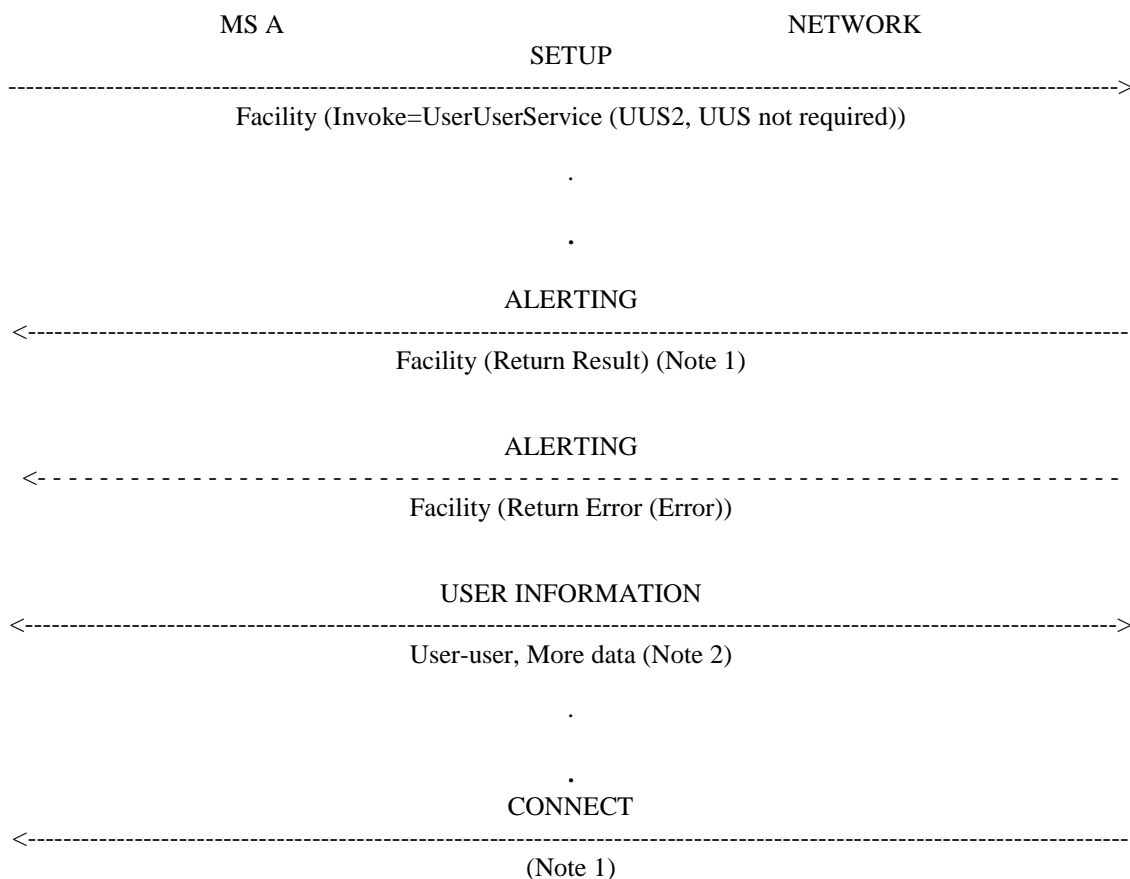 MS A NETWORK
SETUP
-------------------------------------------------------------------------------------------------------------------------------->
Facility (Invoke=UserUserService (UUS2, UUS not required))
.
.
ALERTING
<--------------------------------------------------------------------------------------------------------------------------------
Facility (Return Result) (Note 1)
ALERTING
<- - - - - - - - - - - - - - - - - - - - - - - - - - - - - - - - - - - - - - - - - - - - - - - - - - - - - - - - - - - - - - - - - - - - - -
Facility (Return Error (Error))
USER INFORMATION
<------------------------------------------------------------------------------------------------------------------------------->
User-user, More data (Note 2)
.
.
CONNECT
<--------------------------------------------------------------------------------------------------------------------------------
(Note 1)